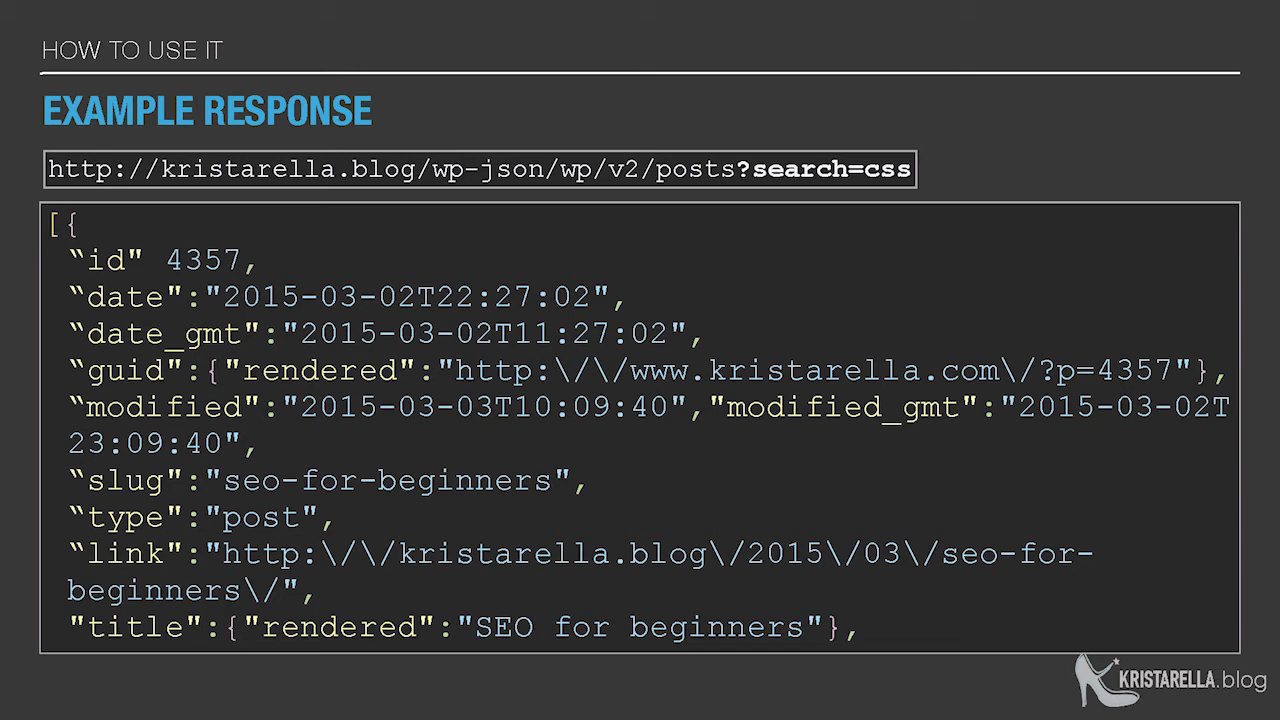 HOW TO USE IT
EXAMPLE RESPONSE
http://kristarella.blog/wp-json/wp/v2/posts?search=css
[{
“id" 4357,
“date":"2015-03-02T22:27:02",
“date_gmt":"2015-03-02T11:27:02",
“guid":{"rendered":"http:\/\/www.kristarella.com\/?p=4357"},
“modified":"2015-03-03T10:09:40","modified_gmt":"2015-03-02T
23:09:40",
“slug":"seo-for-beginners",
“type":"post",
“link":"http:\/\/kristarella.blog\/2015\/03\/seo-for-
beginners\/",
"title":{"rendered":"SEO for beginners"},
KRISTARELLA.blog